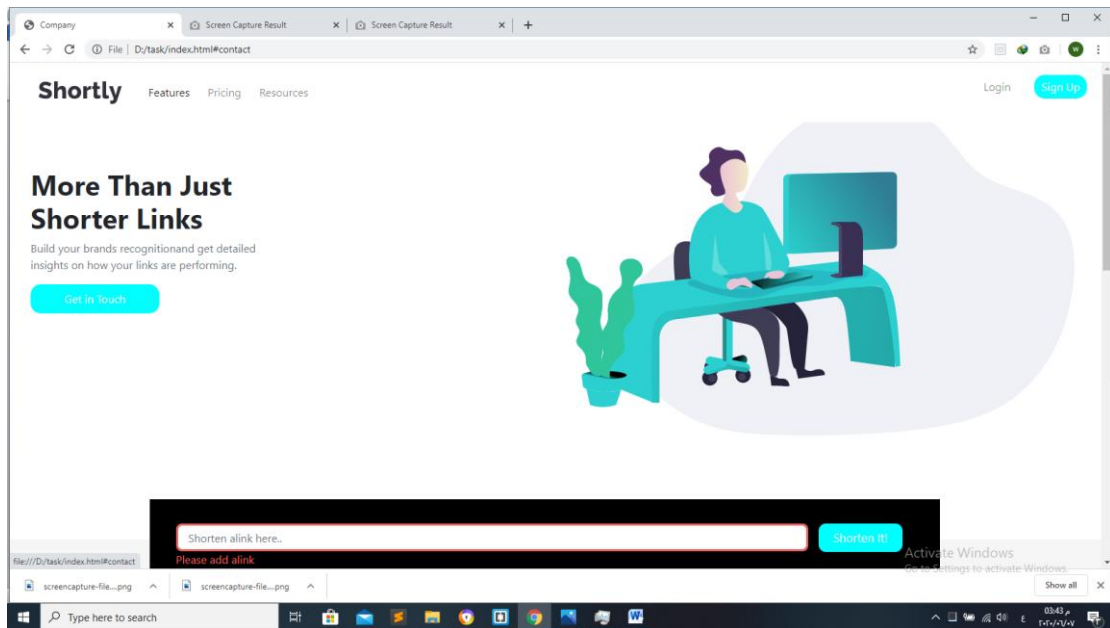 Company
Screen Capture Result
Screen Capture Result
File
D:/task/index.html#contact
W
Shortly
Features Pricing Resources
Login
Sign Up
More Than Just
Shorter Links
Build your brands recognitionand get detailed
insights on how your links are performing.
Get in Touch
Shorten alink here..
Shorten It!
Please add alink
Activate Windows
Go to Settings to activate Windows.
file:///D:/task/index.html#contact
screencapture-file....png
screencapture-file....png
Show all
Type here to search
W
ع
03:43 م